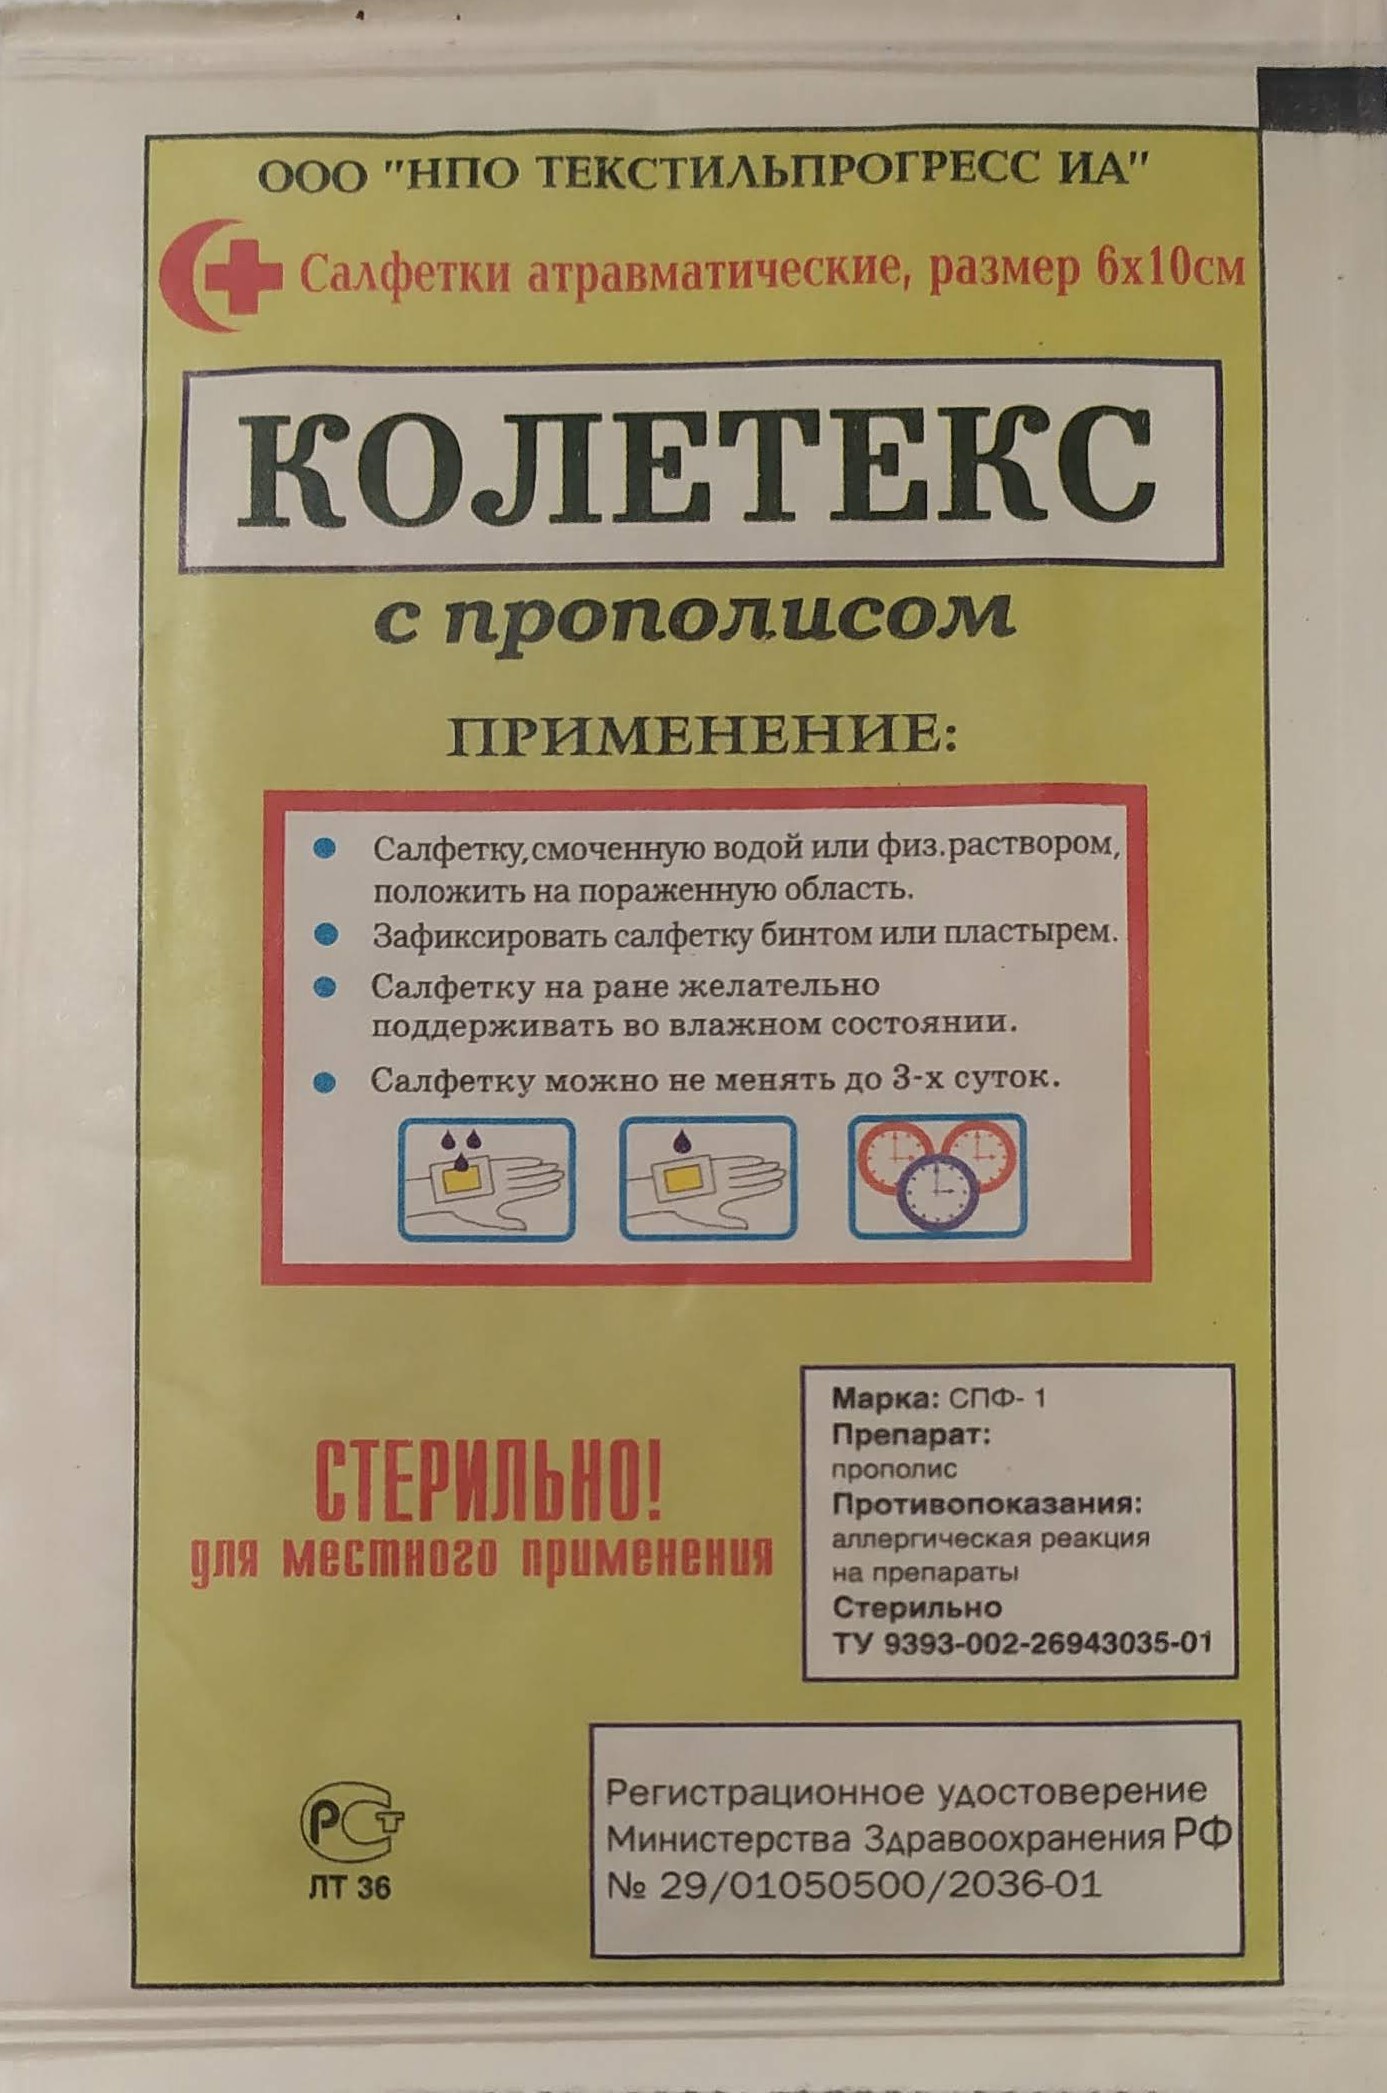 ООО "НПО ТЕКСТИЛЬПРОГРЕСС ИА"
Салфетки атравматические, размер 6х10см
КОЛЕТЕКС
с прополисом
ПРИМЕНЕНИЕ:
Салфетку,смоченную водой или физ.раствором,
положить на пораженную область.
Зафиксировать салфетку бинтом или пластырем.
Салфетку на ране желательно
поддерживать во влажном состоянии.
Салфетку можно не менять до 3-х суток.
СТЕРИЛЬНО!
для местного применения
Марка: СПФ- 1
Препарат:
прополис
Противопоказания:
аллергическая реакция
на препараты
Стерильно
ТУ 9393-002-26943035-01
РСТ
ЛТ 36
Регистрационное удостоверение
Министерства Здравоохранения РФ
№ 29/01050500/2036-01